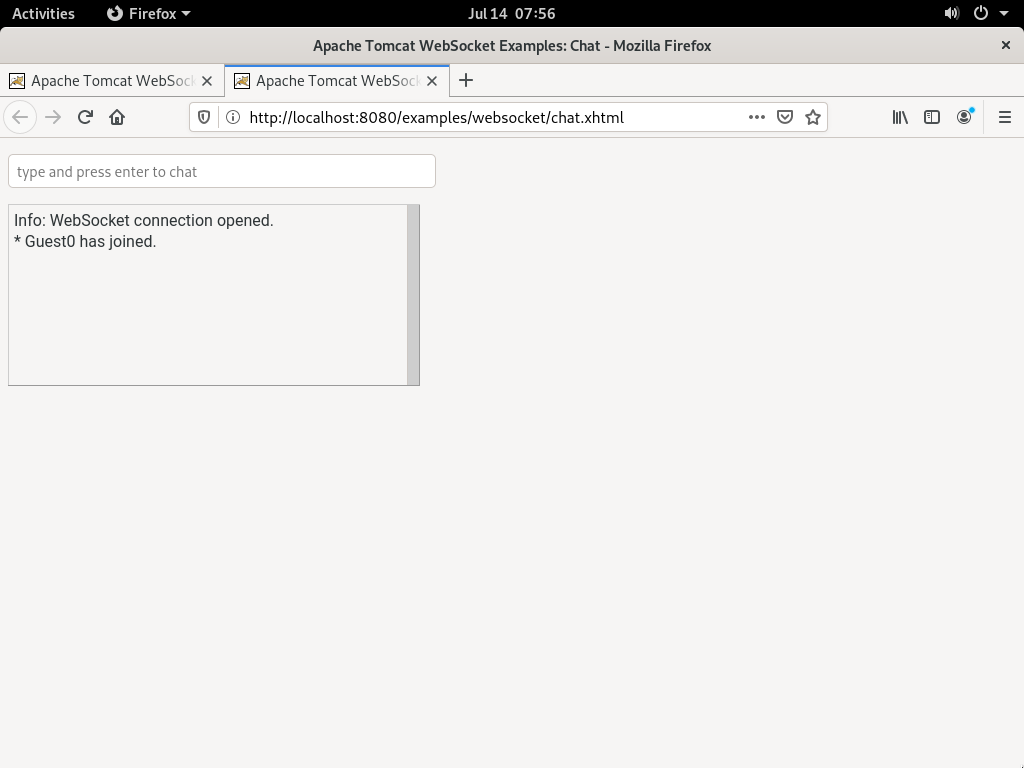 Activities Firefox Jul 14 07:56
Apache Tomcat WebSocket Examples: Chat - Mozilla Firefox
Apache Tomcat WebSock Apache Tomcat WebSock
http://localhost:8080/examples/websocket/chat.xhtml
type and press enter to chat
Info: WebSocket connection opened.
* Guest0 has joined.